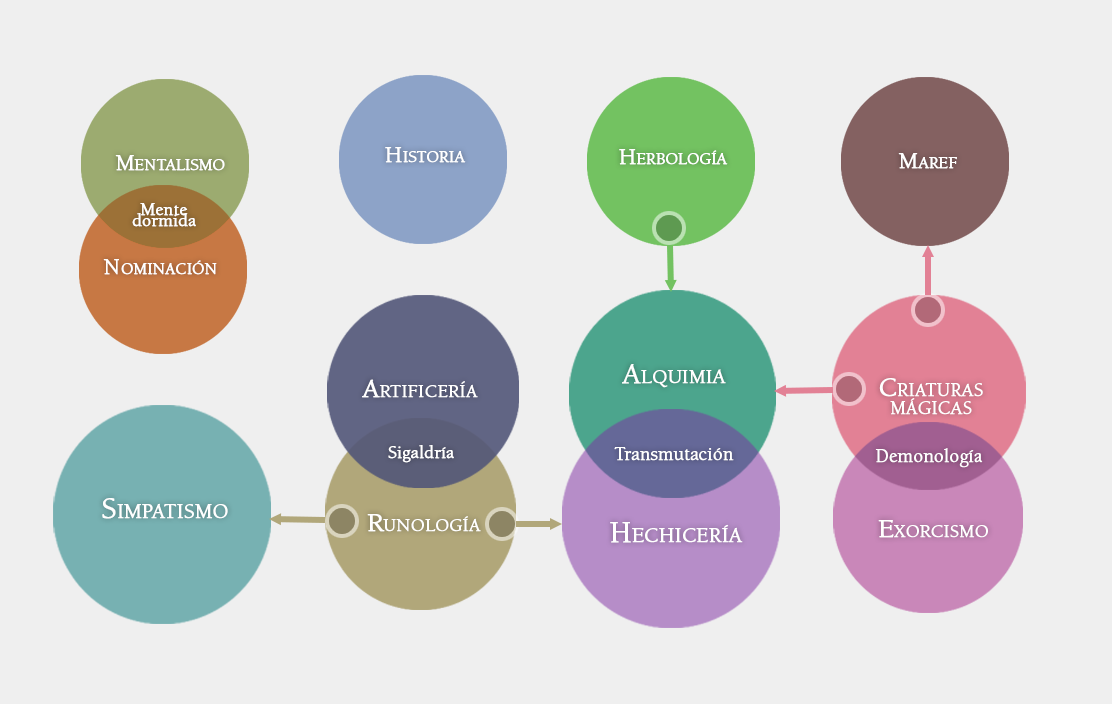 Mentalismo
Mente
dormida
Nominación
Historia
Herbología
Maref
Artificería
Sigaldría
Runología
Simpatismo
Alquimia
Transmutación
Hechicería
Criaturas
mágicas
Demonología
Exorcismo